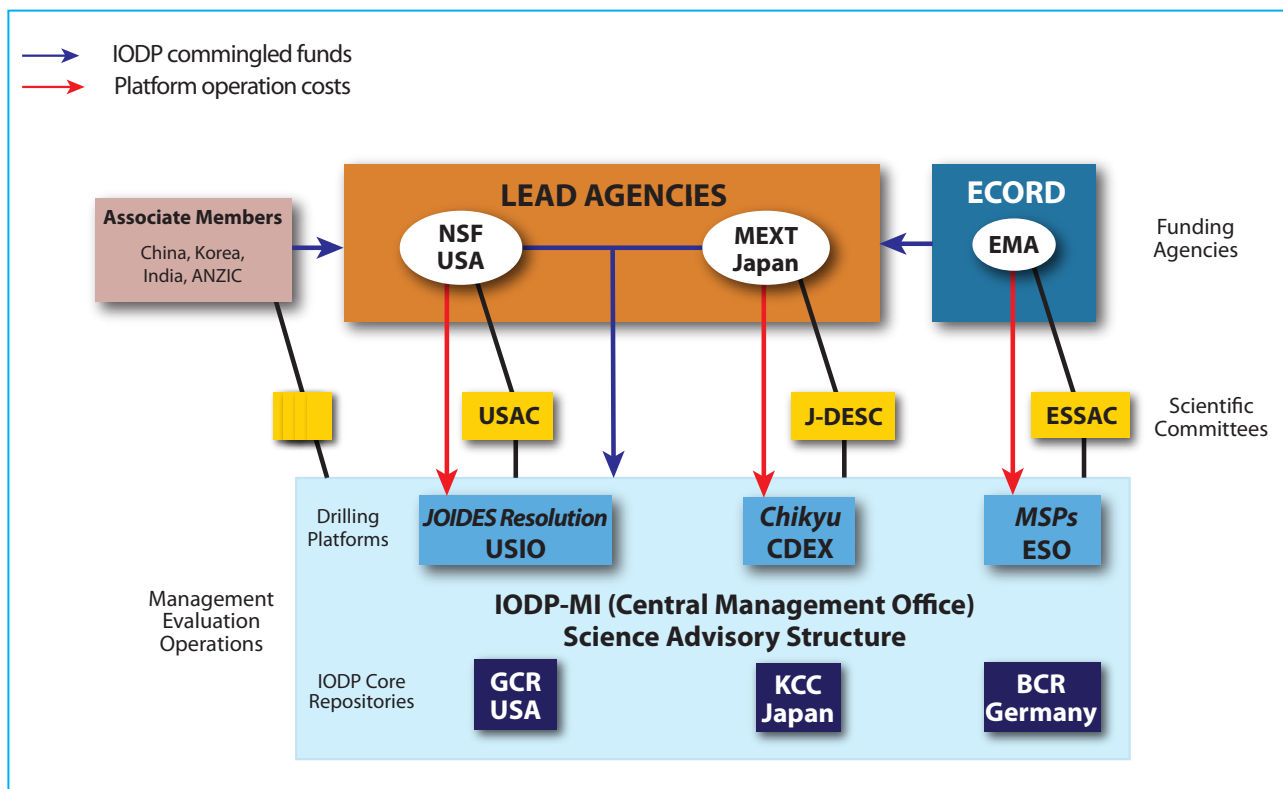 IODP commingled funds
Platform operation costs
LEAD AGENCIES
ECORD
Associate Members
China, Korea,
India, ANZIC
NSF
USA
MEXT
Japan
EMA
Funding
Agencies
USAC
J-DESC
ESSAC
Scientific
Committees
Drilling
Platforms
JOIDES Resolution
USIO
Chikyu
CDEX
MSPs
ESO
Management
Evaluation
Operations
IODP-MI (Central Management Office)
Science Advisory Structure
IODP Core
Repositories
GCR
USA
KCC
Japan
BCR
Germany